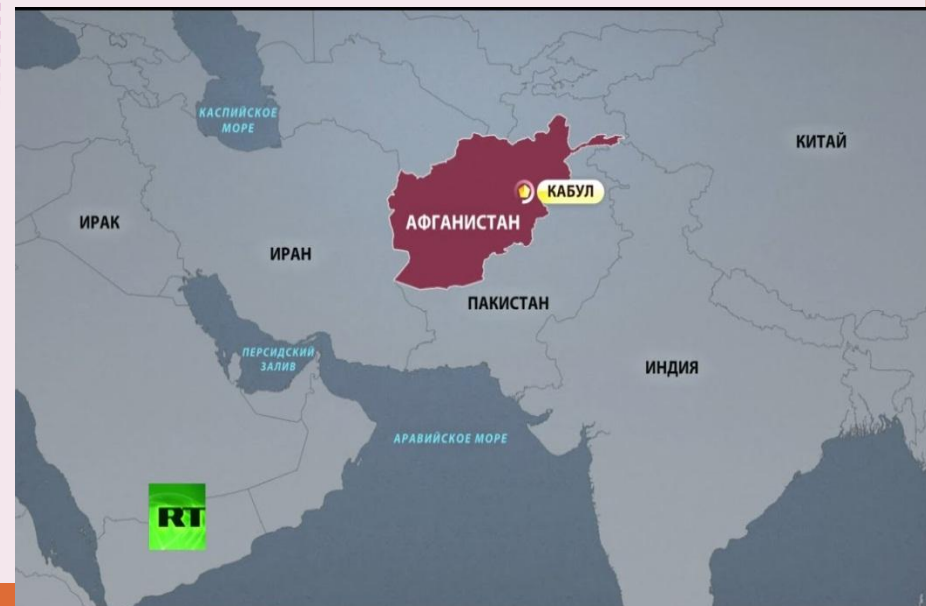 КАСПИЙСКОЕ
МОРЕ
КИТАЙ
КАБУЛ
ИРАК
АФГАНИСТАН
ИРАН
ПАКИСТАН
ПЕРСИДСКИЙ
ЗАЛИВ
ИНДИЯ
АРАВИЙСКОЕ МОРЕ
RT